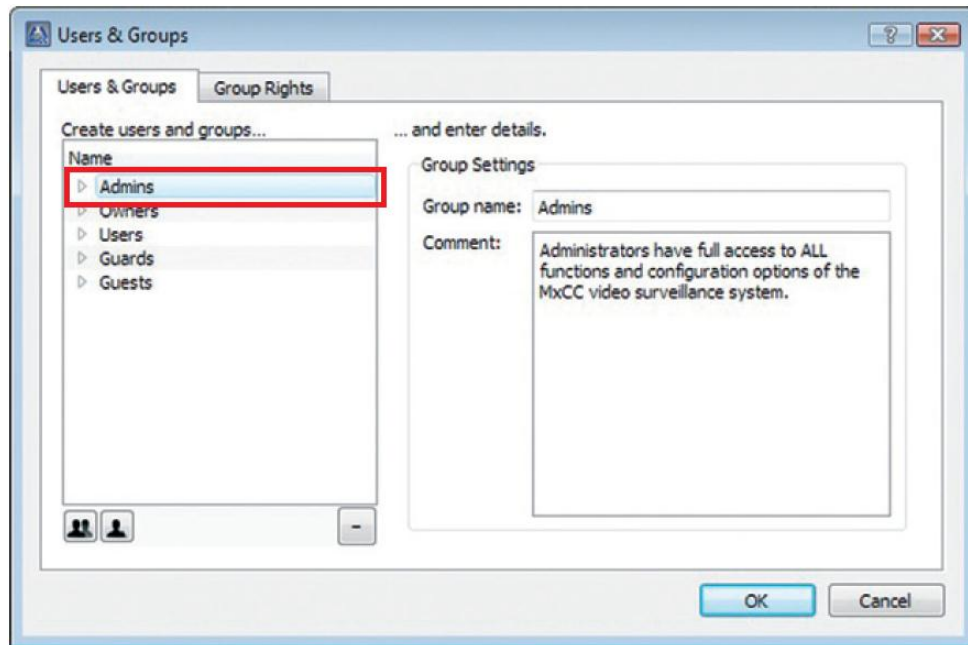 Users & Groups
Users & Groups
Group Rights
Create users and groups...
... and enter details.
Name
Admins
Owners
Users
Guards
Guests
Group Settings
Group name: Admins
Comment:
Administrators have full access to ALL
functions and configuration options of the
MxCC video surveillance system.
-
OK
Cancel